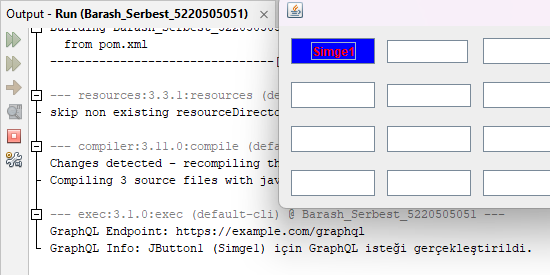 Output - Run (Barash_Serbest_5220505051)
Building Barash_Serbest_5220505
from pom.xml
--------------------------------[
--- resources:3.3.1:resources (de
skip non existing resourceDirecto
--- compiler:3.11.0:compile (defa
Changes detected - recompiling th
Compiling 3 source files with jav
--- exec:3.1.0:exec (default-cli) @ Barash_Serbest_5220505051 ---
GraphQL Endpoint: https://example.com/graphql
GraphQL Info: JButton1 (Simge1) için GraphQL isteği gerçekleştirildi.
Simge1